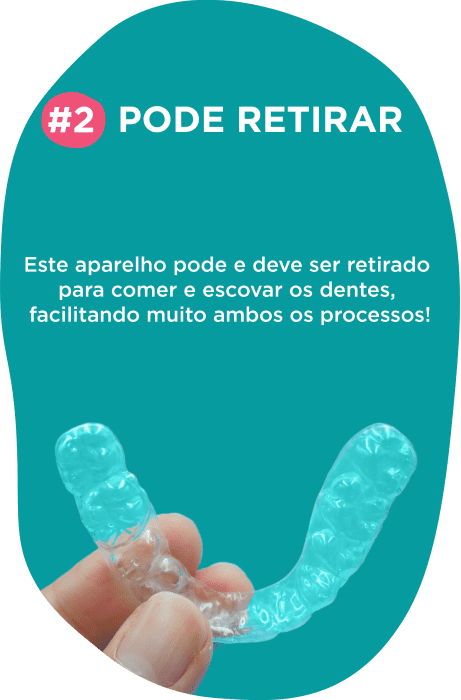 #2 PODE RETIRAR
Este aparelho pode e deve ser retirado
para comer e escovar os dentes,
facilitando muito ambos os processos!